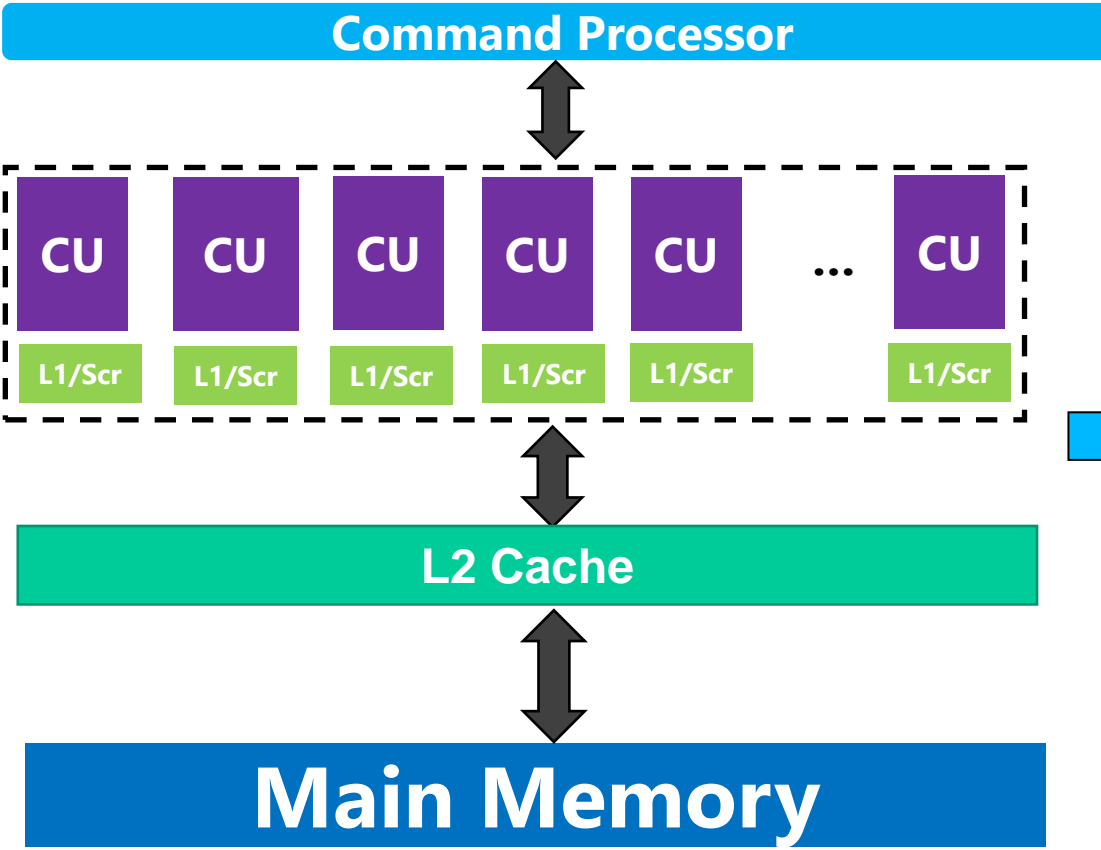 Command Processor
CU CU CU CU CU ... CU
L1/Scr L1/Scr L1/Scr L1/Scr L1/Scr L1/Scr
L2 Cache
Main Memory